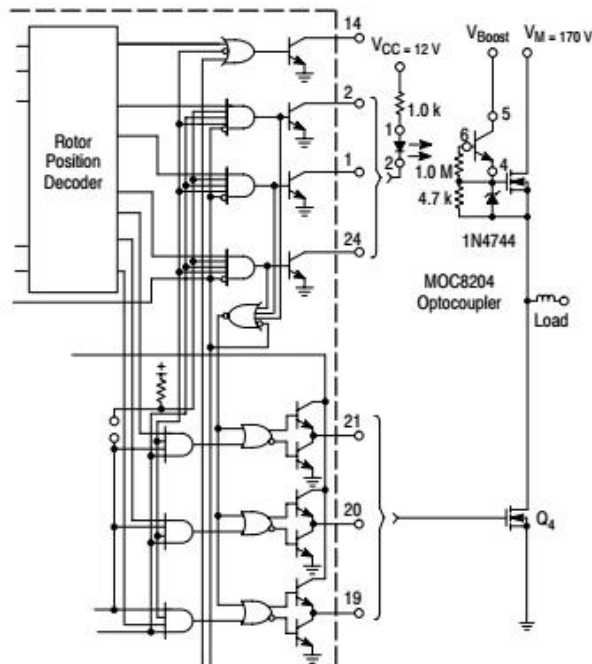 14
VCC = 12 V
VBoost
VM = 170 V
2
1.0 k
5
1
6
Rotor
Position
Decoder
1
2
4
1.0 M
4.7 k
1N4744
24
MOC8204
Optocoupler
Load
21
20
Q4
19